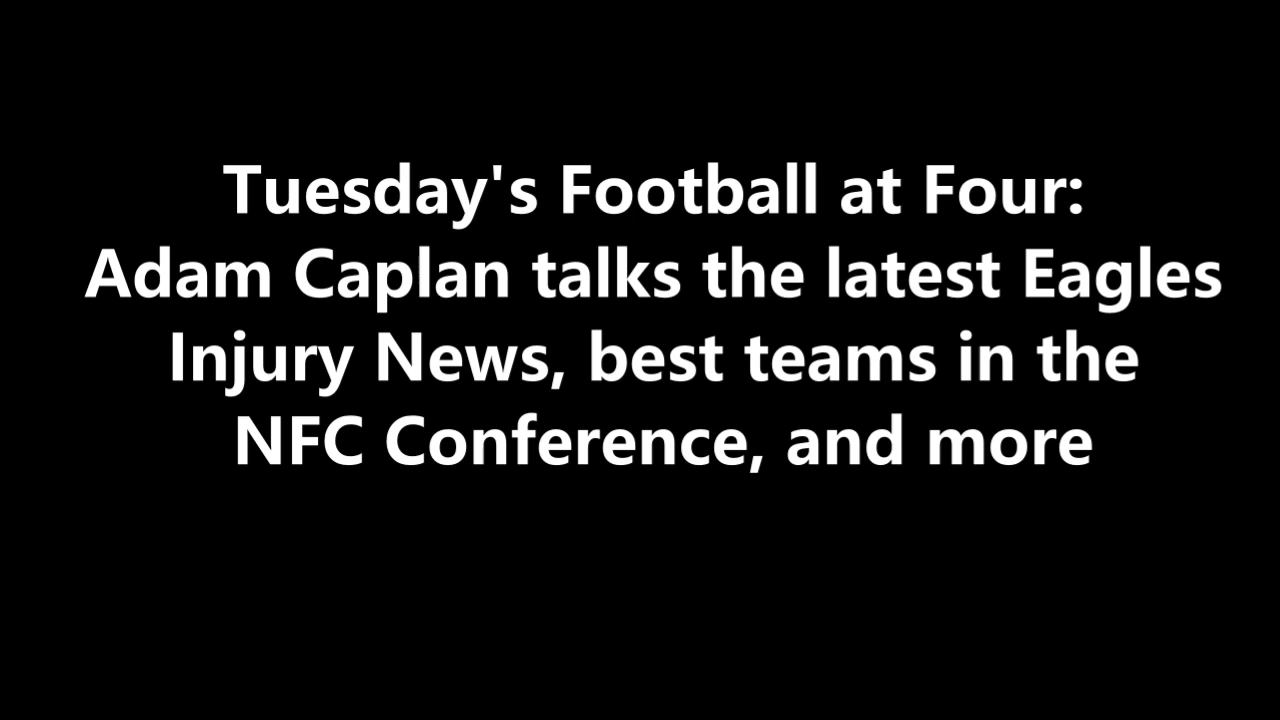 Tuesday's Football at Four:
Adam Caplan talks the latest Eagles
Injury News, best teams in the
NFC Conference, and more